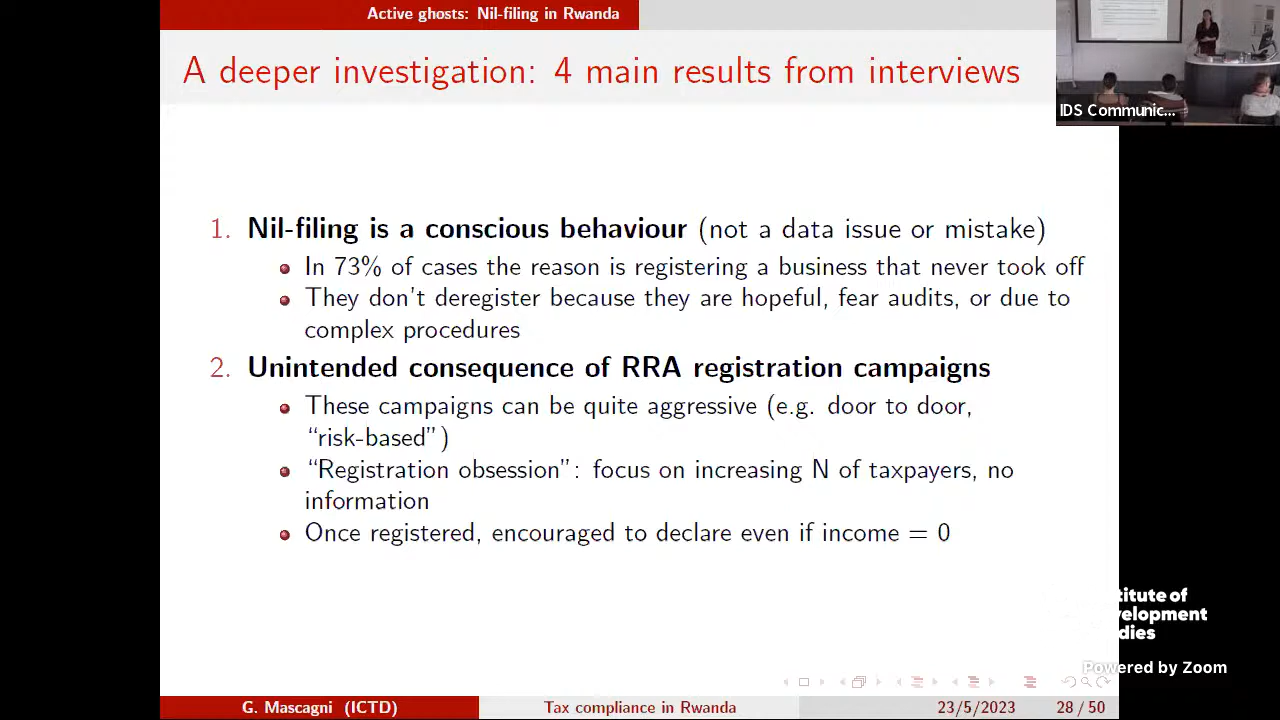 Active ghosts: Nil-filing in Rwanda
A deeper investigation: 4 main results from interviews
IDS Communic...
1. Nil-filing is a conscious behaviour (not a data issue or mistake)
In 73% of cases the reason is registering a business that never took off
They don't deregister because they are hopeful, fear audits, or due to
complex procedures
2. Unintended consequence of RRA registration campaigns
These campaigns can be quite aggressive (e.g. door to door,
“risk-based”)
“Registration obsession”: focus on increasing N of taxpayers, no
information
Once registered, encouraged to declare even if income = 0
titute of
velopment
dies
Powered by Zoom
G. Mascagni (ICTD) Tax compliance in Rwanda 23/5/2023 28 / 50